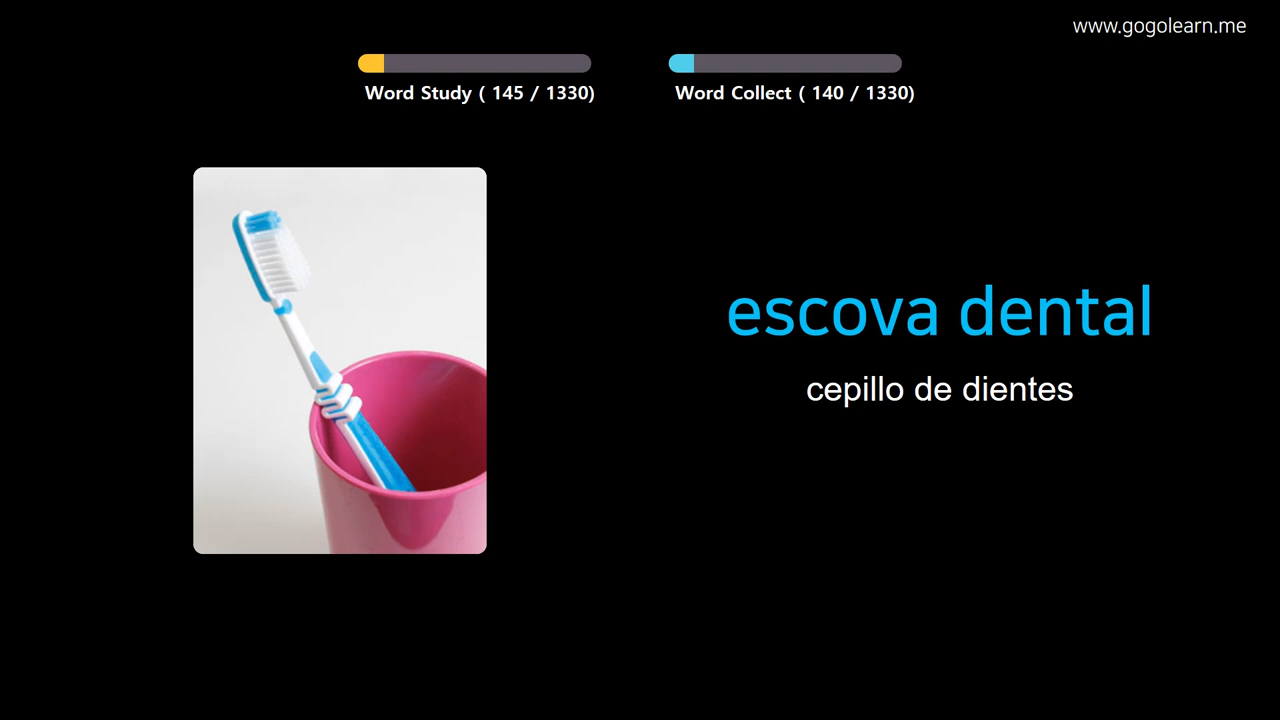 www.gogolearn.me
Word Study ( 145 / 1330)
Word Collect ( 140 / 1330)
escova dental
cepillo de dientes